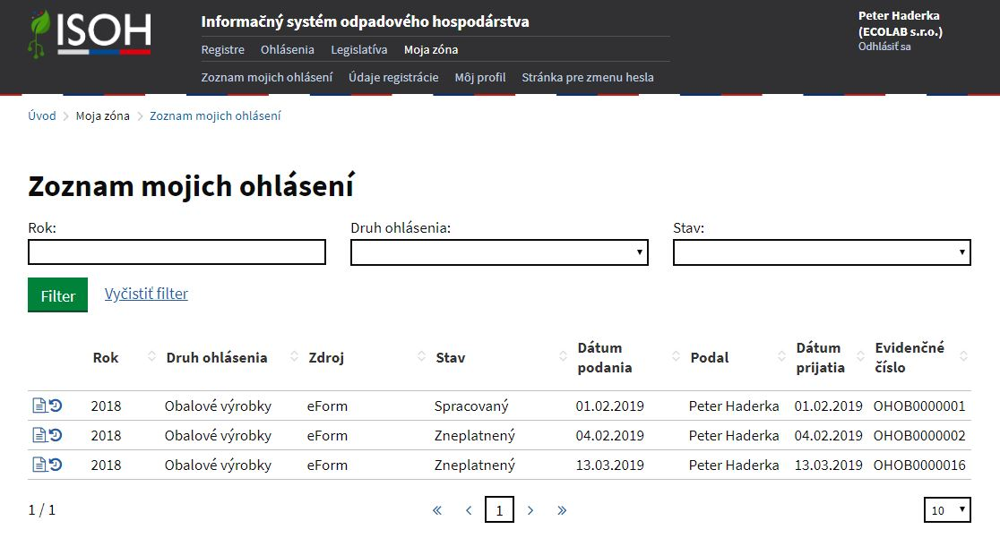 ISOH
Informačný systém odpadového hospodárstva
Peter Haderka
(ECOLAB s.r.o.)
Odhlásiť sa
Registre Ohlásenia Legislatíva Moja zóna
Zoznam mojich ohlásení Údaje registrácie Môj profil Stránka pre zmenu hesla
Úvod > Moja zóna > Zoznam mojich ohlásení
Zoznam mojich ohlásení
Rok: Druh ohlásenia: Stav:
Filter Vyčistiť filter
Rok Druh ohlásenia Zdroj Stav Dátum podania Podal Dátum prijatia Evidenčné číslo
2018 Obalové výrobky eForm Spracovaný 01.02.2019 Peter Haderka 01.02.2019 OHOB0000001
2018 Obalové výrobky eForm Zneplatnený 04.02.2019 Peter Haderka 04.02.2019 OHOB0000002
2018 Obalové výrobky eForm Zneplatnený 13.03.2019 Peter Haderka 13.03.2019 OHOB0000016
1 / 1 « ‹ 1 › » 10